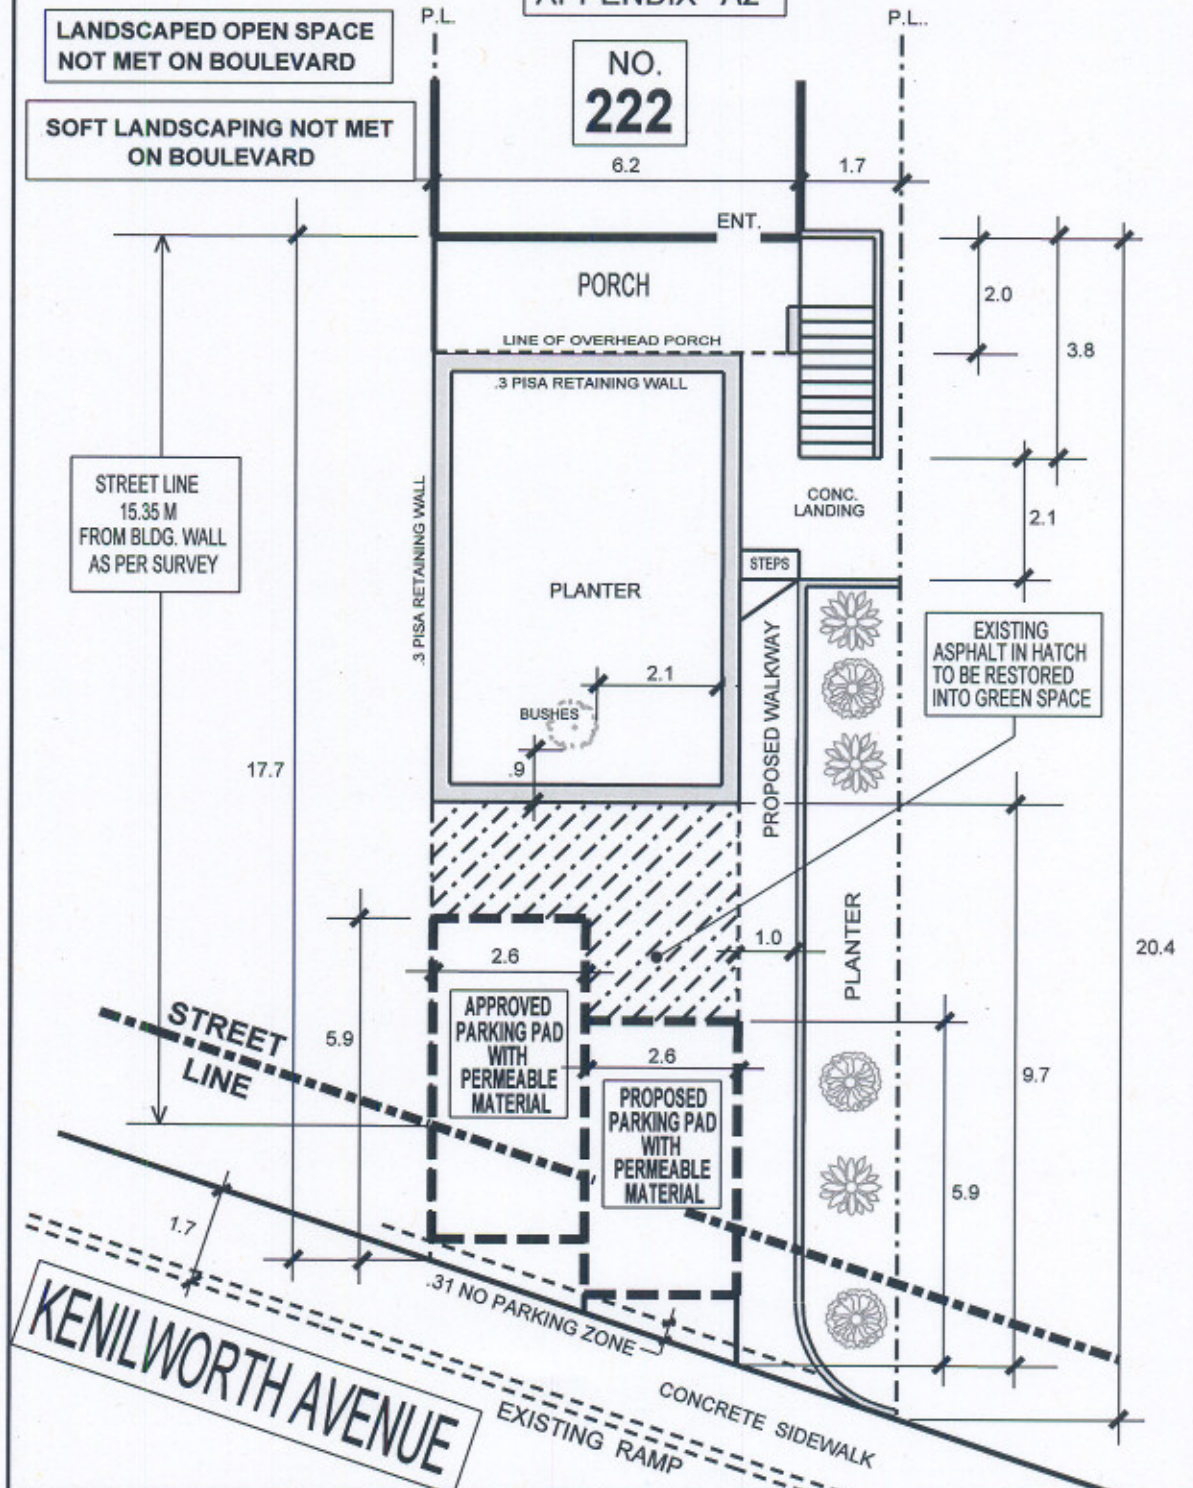 APPENDIX A2
P.L.
P.L..
LANDSCAPED OPEN SPACE
NOT MET ON BOULEVARD
NO.
222
SOFT LANDSCAPING NOT MET
ON BOULEVARD
6.2
1.7
ENT.
PORCH
2.0
LINE OF OVERHEAD PORCH
3.8
.3 PISA RETAINING WALL
STREET LINE
15.35 M
FROM BLDG. WALL
AS PER SURVEY
.3 PISA RETAINING WALL
CONC.
LANDING
2.1
STEPS
PLANTER
EXISTING
ASPHALT IN HATCH
TO BE RESTORED
INTO GREEN SPACE
2.1
BUSHES
PROPOSED WALKWAY
.9
17.7
PLANTER
1.0
20.4
2.6
APPROVED
PARKING PAD
WITH
PERMEABLE
MATERIAL
STREET
LINE
5.9
2.6
9.7
PROPOSED
PARKING PAD
WITH
PERMEABLE
MATERIAL
5.9
1.7
.31 NO PARKING ZONE
KENILWORTH AVENUE
CONCRETE SIDEWALK
EXISTING RAMP